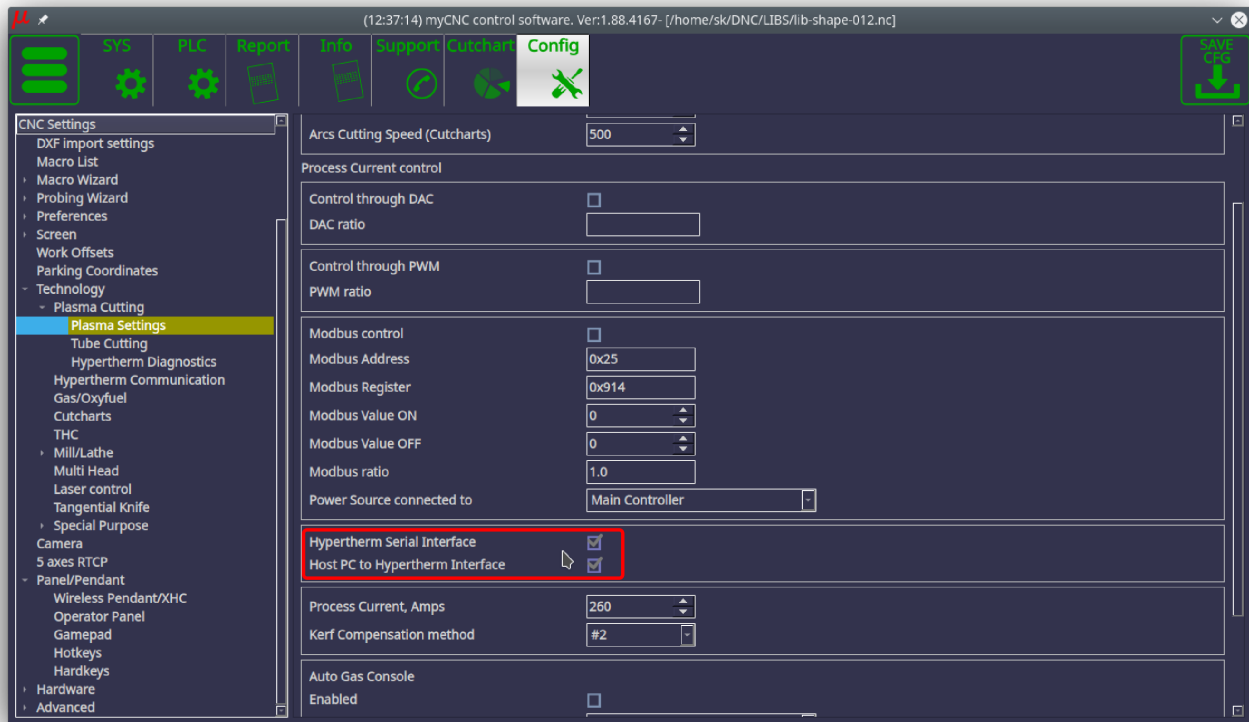 (12:37:14) myCNC control software. Ver:1.88.4167- [/home/sk/DNC/LIBS/lib-shape-012.nc]
SYS PLC Report Info Support Cutchart Config SAVE CFG
CNC Settings
DXF import settings
Macro List
Macro Wizard
Probing Wizard
Preferences
Screen
Work Offsets
Parking Coordinates
Technology
Plasma Cutting
Plasma Settings
Tube Cutting
Hypertherm Diagnostics
Hypertherm Communication
Gas/Oxyfuel
Cutcharts
THC
Mill/Lathe
Multi Head
Laser control
Tangential Knife
Special Purpose
Camera
5 axes RTCP
Panel/Pendant
Wireless Pendant/XHC
Operator Panel
Gamepad
Hotkeys
Hardkeys
Hardware
Advanced
Arcs Cutting Speed (Cutcharts) 500
Process Current control
Control through DAC
DAC ratio
Control through PWM
PWM ratio
Modbus control
Modbus Address 0x25
Modbus Register 0x914
Modbus Value ON 0
Modbus Value OFF 0
Modbus ratio 1.0
Power Source connected to Main Controller
Hypertherm Serial Interface
Host PC to Hypertherm Interface
Process Current, Amps 260
Kerf Compensation method #2
Auto Gas Console
Enabled